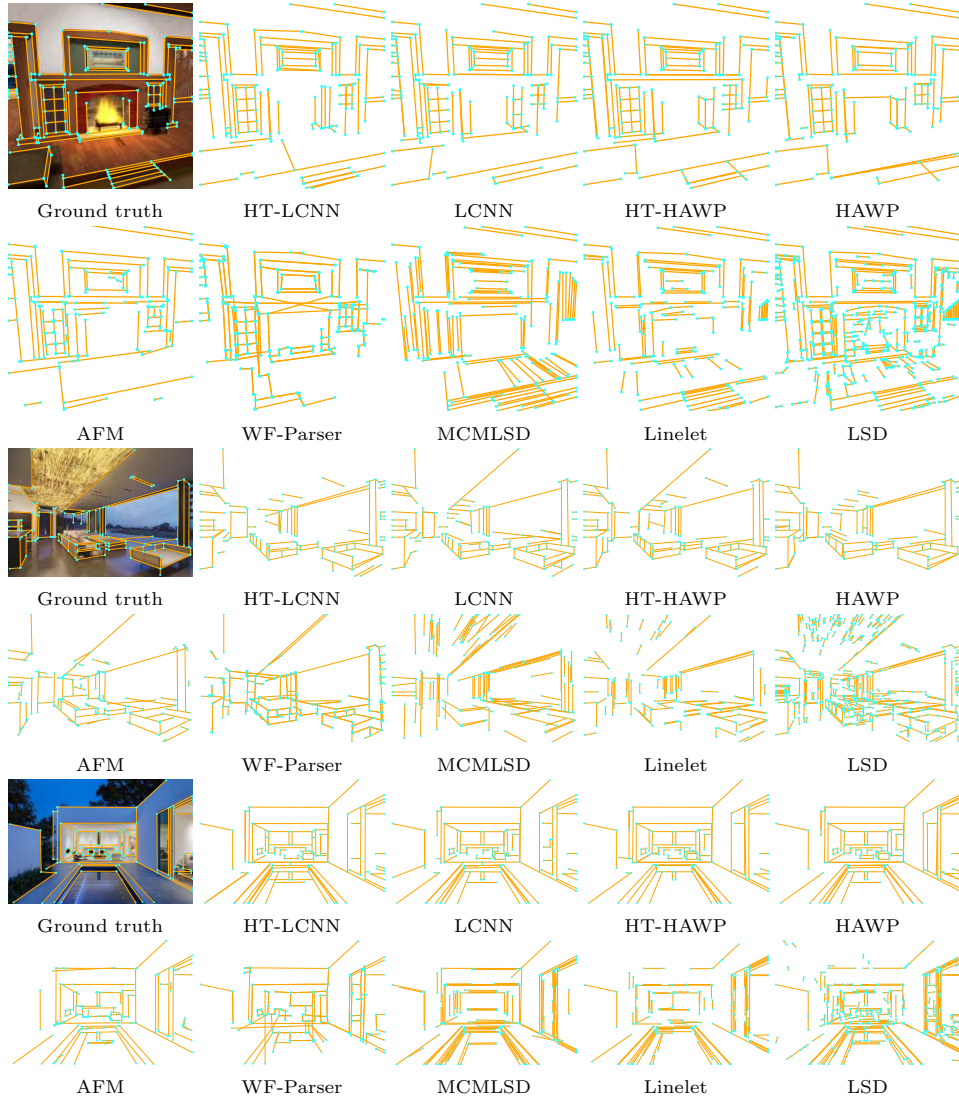 Ground truth HT-LCNN LCNN HT-HAWP HAWP
AFM WF-Parser MCMLSD Linelet LSD
Ground truth HT-LCNN LCNN HT-HAWP HAWP
AFM WF-Parser MCMLSD Linelet LSD
Ground truth HT-LCNN LCNN HT-HAWP HAWP
AFM WF-Parser MCMLSD Linelet LSD